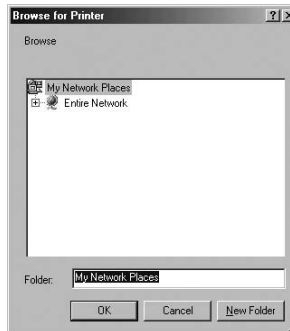 Browse for Printer
Browse
My Network Places
Entire Network
Folder: My Network Places
OK Cancel New Folder